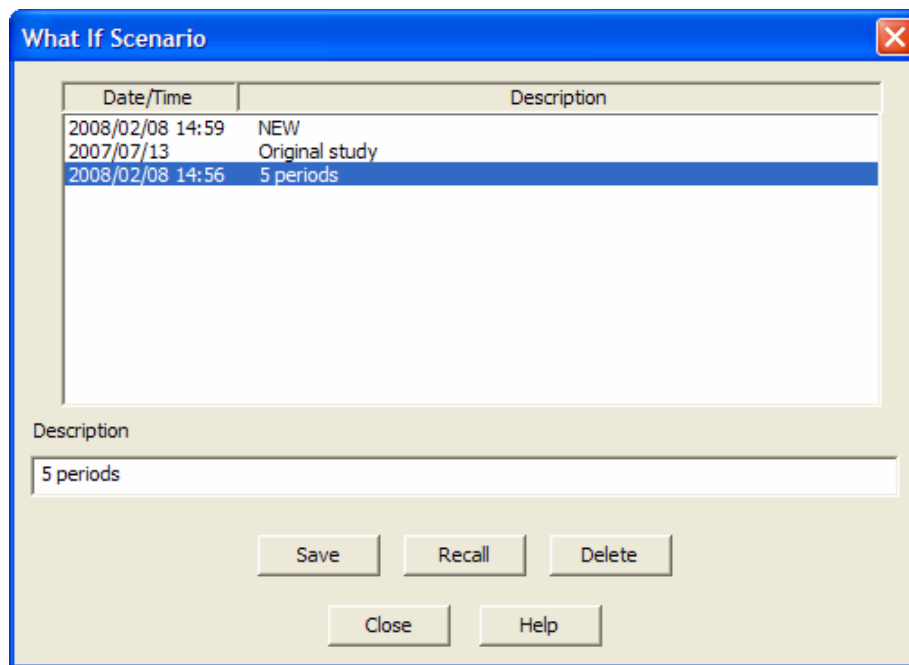 What If Scenario
Date/Time Description
2008/02/08 14:59 NEW
2007/07/13 Original study
2008/02/08 14:56 5 periods
Description
5 periods
Save Recall Delete
Close Help